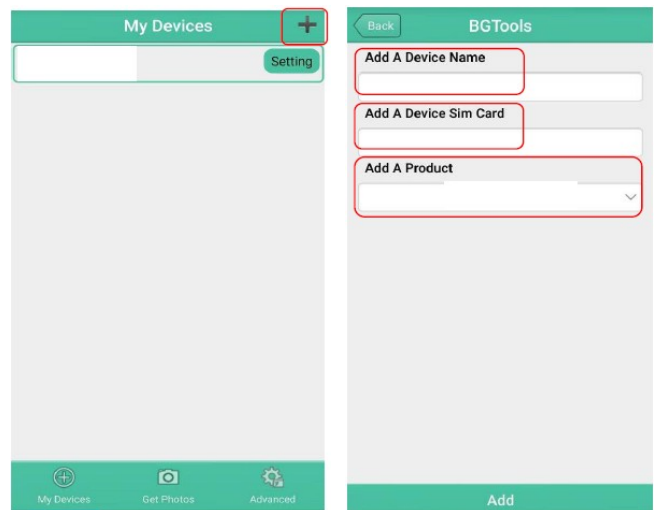 My Devices
Setting
My Devices
Get Photos
Advanced
Back
BGTools
Add A Device Name
Add A Device Sim Card
Add A Product
Add